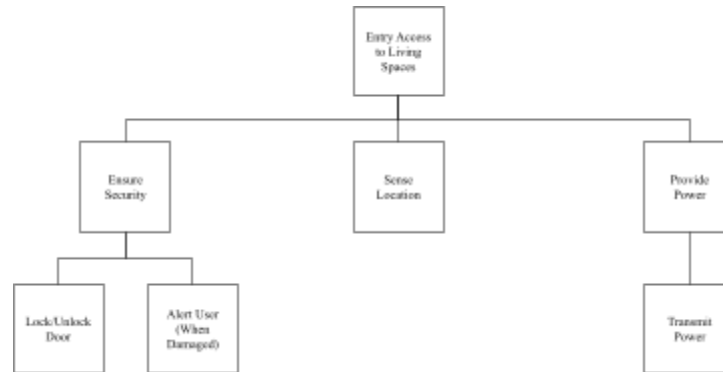 Entry Access
to Living
Spaces
Ensure
Security
Sense
Location
Provide
Power
Lock/Unlock
Door
Alert User
(When
Damaged)
Transmit
Power